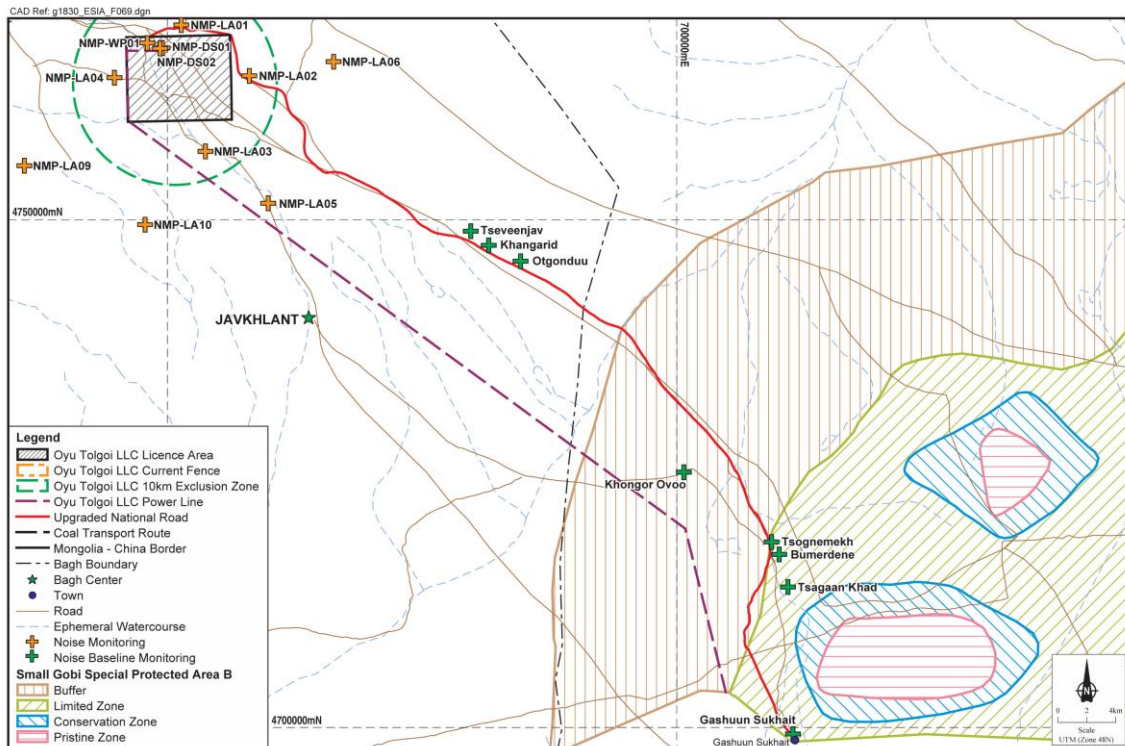 CAD Ref: g1830_ESIA_F069.dgn
NMP-LA01
700000mE
NMP-WP01
NMP-DS01
NMP-DS02
NMP-LA06
NMP-LA04
NMP-LA02
NMP-LA03
NMP-LA09
NMP-LA05
4750000mN
NMP-LA10
Tseveenjav
Khangarid
Otgonduu
JAVKHLANT
Legend
Oyu Tolgoi LLC Licence Area
Oyu Tolgoi LLC Current Fence
Oyu Tolgoi LLC 10km Exclusion Zone
Oyu Tolgoi LLC Power Line
Upgraded National Road
Coal Transport Route
Mongolia - China Border
Bagh Boundary
Bagh Center
Town
Road
Ephemeral Watercourse
Noise Monitoring
Noise Baseline Monitoring
Small Gobi Special Protected Area B
Buffer
Limited Zone
Conservation Zone
Pristine Zone
Khongor Ovoo
Tsognemekh
Bumerdene
Tsagaan Khad
4700000mN
Gashuun Sukhait
Gashuun Sukhait
N
0 2 4km
Scale
UTM (Zone 48N)